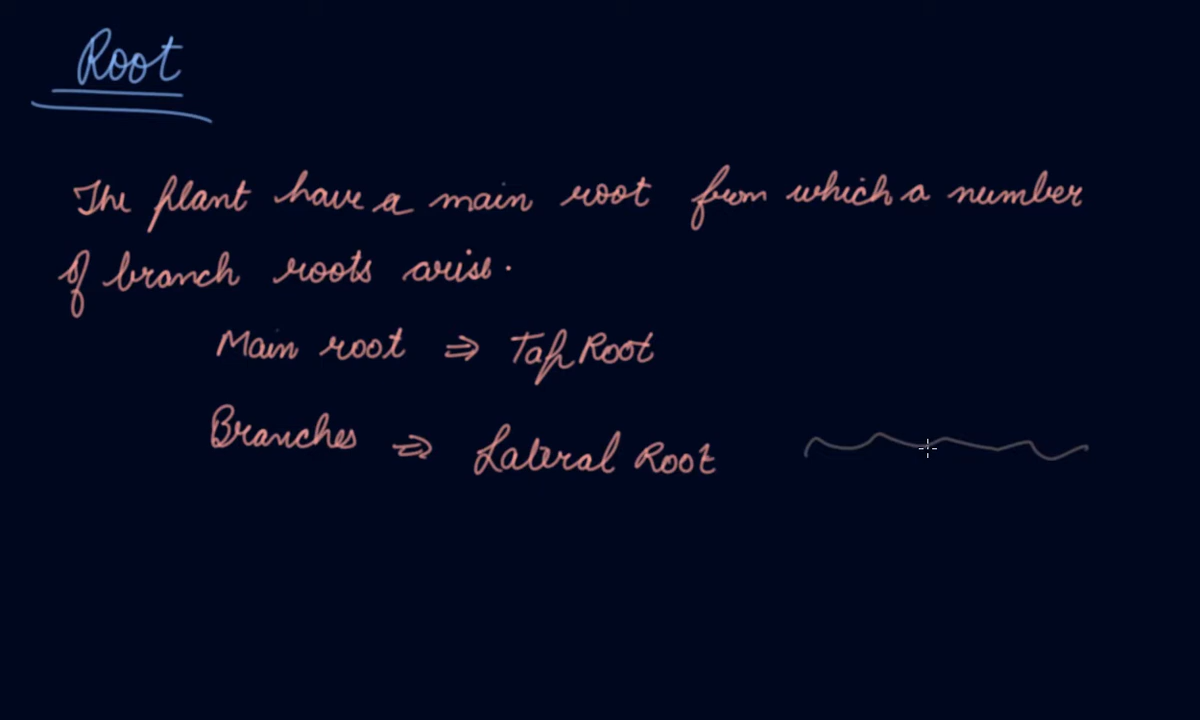 Root
The plant have a main root from which a number
of branch roots arise.
Main root ⇒ Tap Root
Branches ⇒ Lateral Root